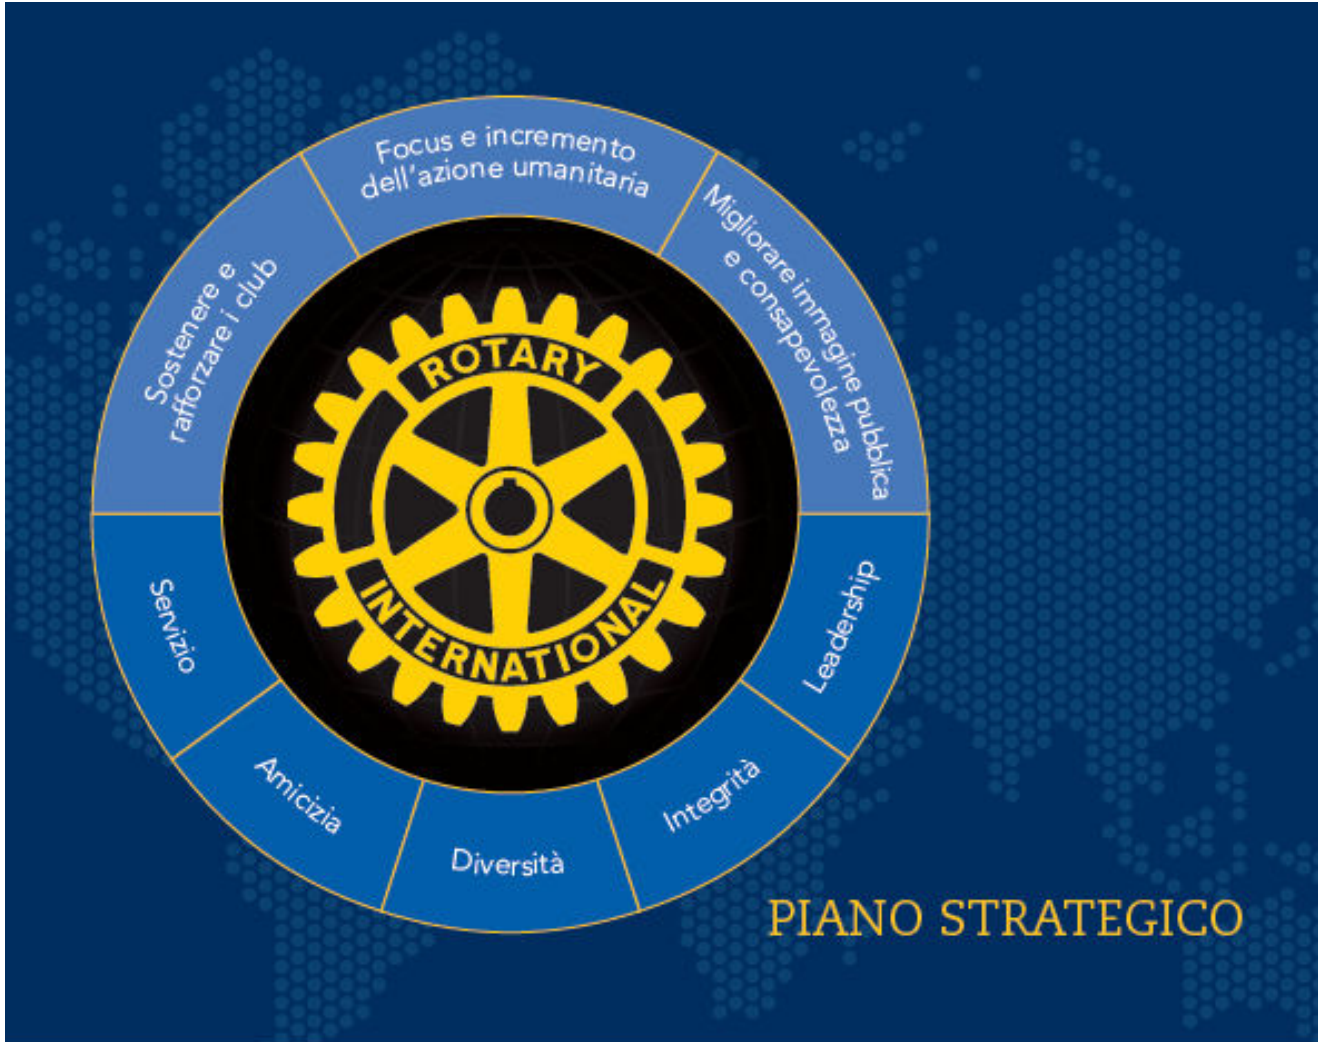 Focus e incremento
dell'azione umanitaria
Migliorare immagine pubblica
e consapevolezza
Sostenere e
rafforzare i club
ROTARY
INTERNATIONAL
Servizio
Amicizia
Diversità
Integrità
Leadership
PIANO STRATEGICO